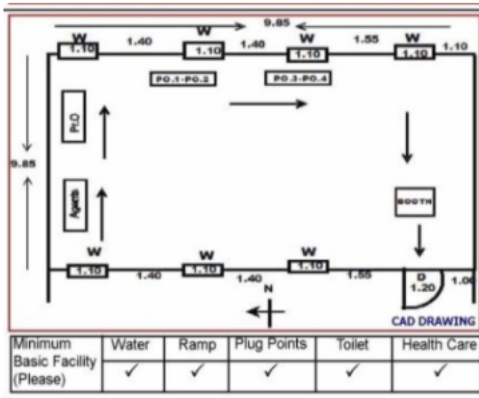 9.85
W W W W
1.10 1.40 1.10 1.40 1.10 1.55 1.10 1.10
PO.1-PO.2 PO.3-PO.4
Pt.O
9.85
Agents
BOOTH
W W W
1.10 1.40 1.10 1.40 1.10 1.55 D 1.20 1.00
N
CAD DRAWING
Minimum Basic Facility (Please) Water Ramp Plug Points Toilet Health Care
✓ ✓ ✓ ✓ ✓